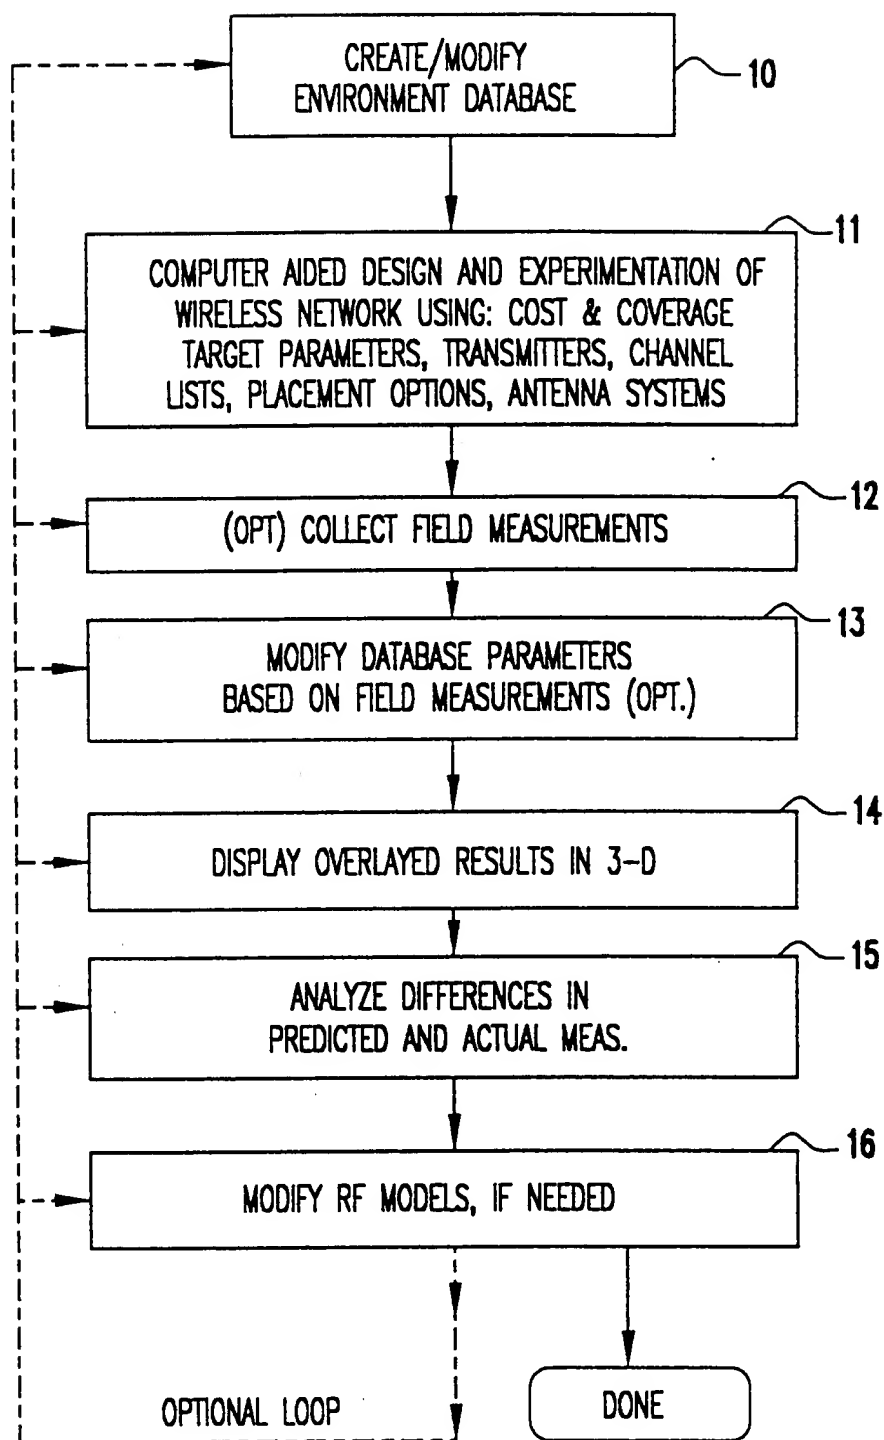 CREATE/MODIFY
ENVIRONMENT DATABASE
10
11
COMPUTER AIDED DESIGN AND EXPERIMENTATION OF
WIRELESS NETWORK USING: COST & COVERAGE
TARGET PARAMETERS, TRANSMITTERS, CHANNEL
LISTS, PLACEMENT OPTIONS, ANTENNA SYSTEMS
12
(OPT) COLLECT FIELD MEASUREMENTS
13
MODIFY DATABASE PARAMETERS
BASED ON FIELD MEASUREMENTS (OPT.)
14
DISPLAY OVERLAYED RESULTS IN 3-D
15
ANALYZE DIFFERENCES IN
PREDICTED AND ACTUAL MEAS.
16
MODIFY RF MODELS, IF NEEDED
OPTIONAL LOOP
DONE